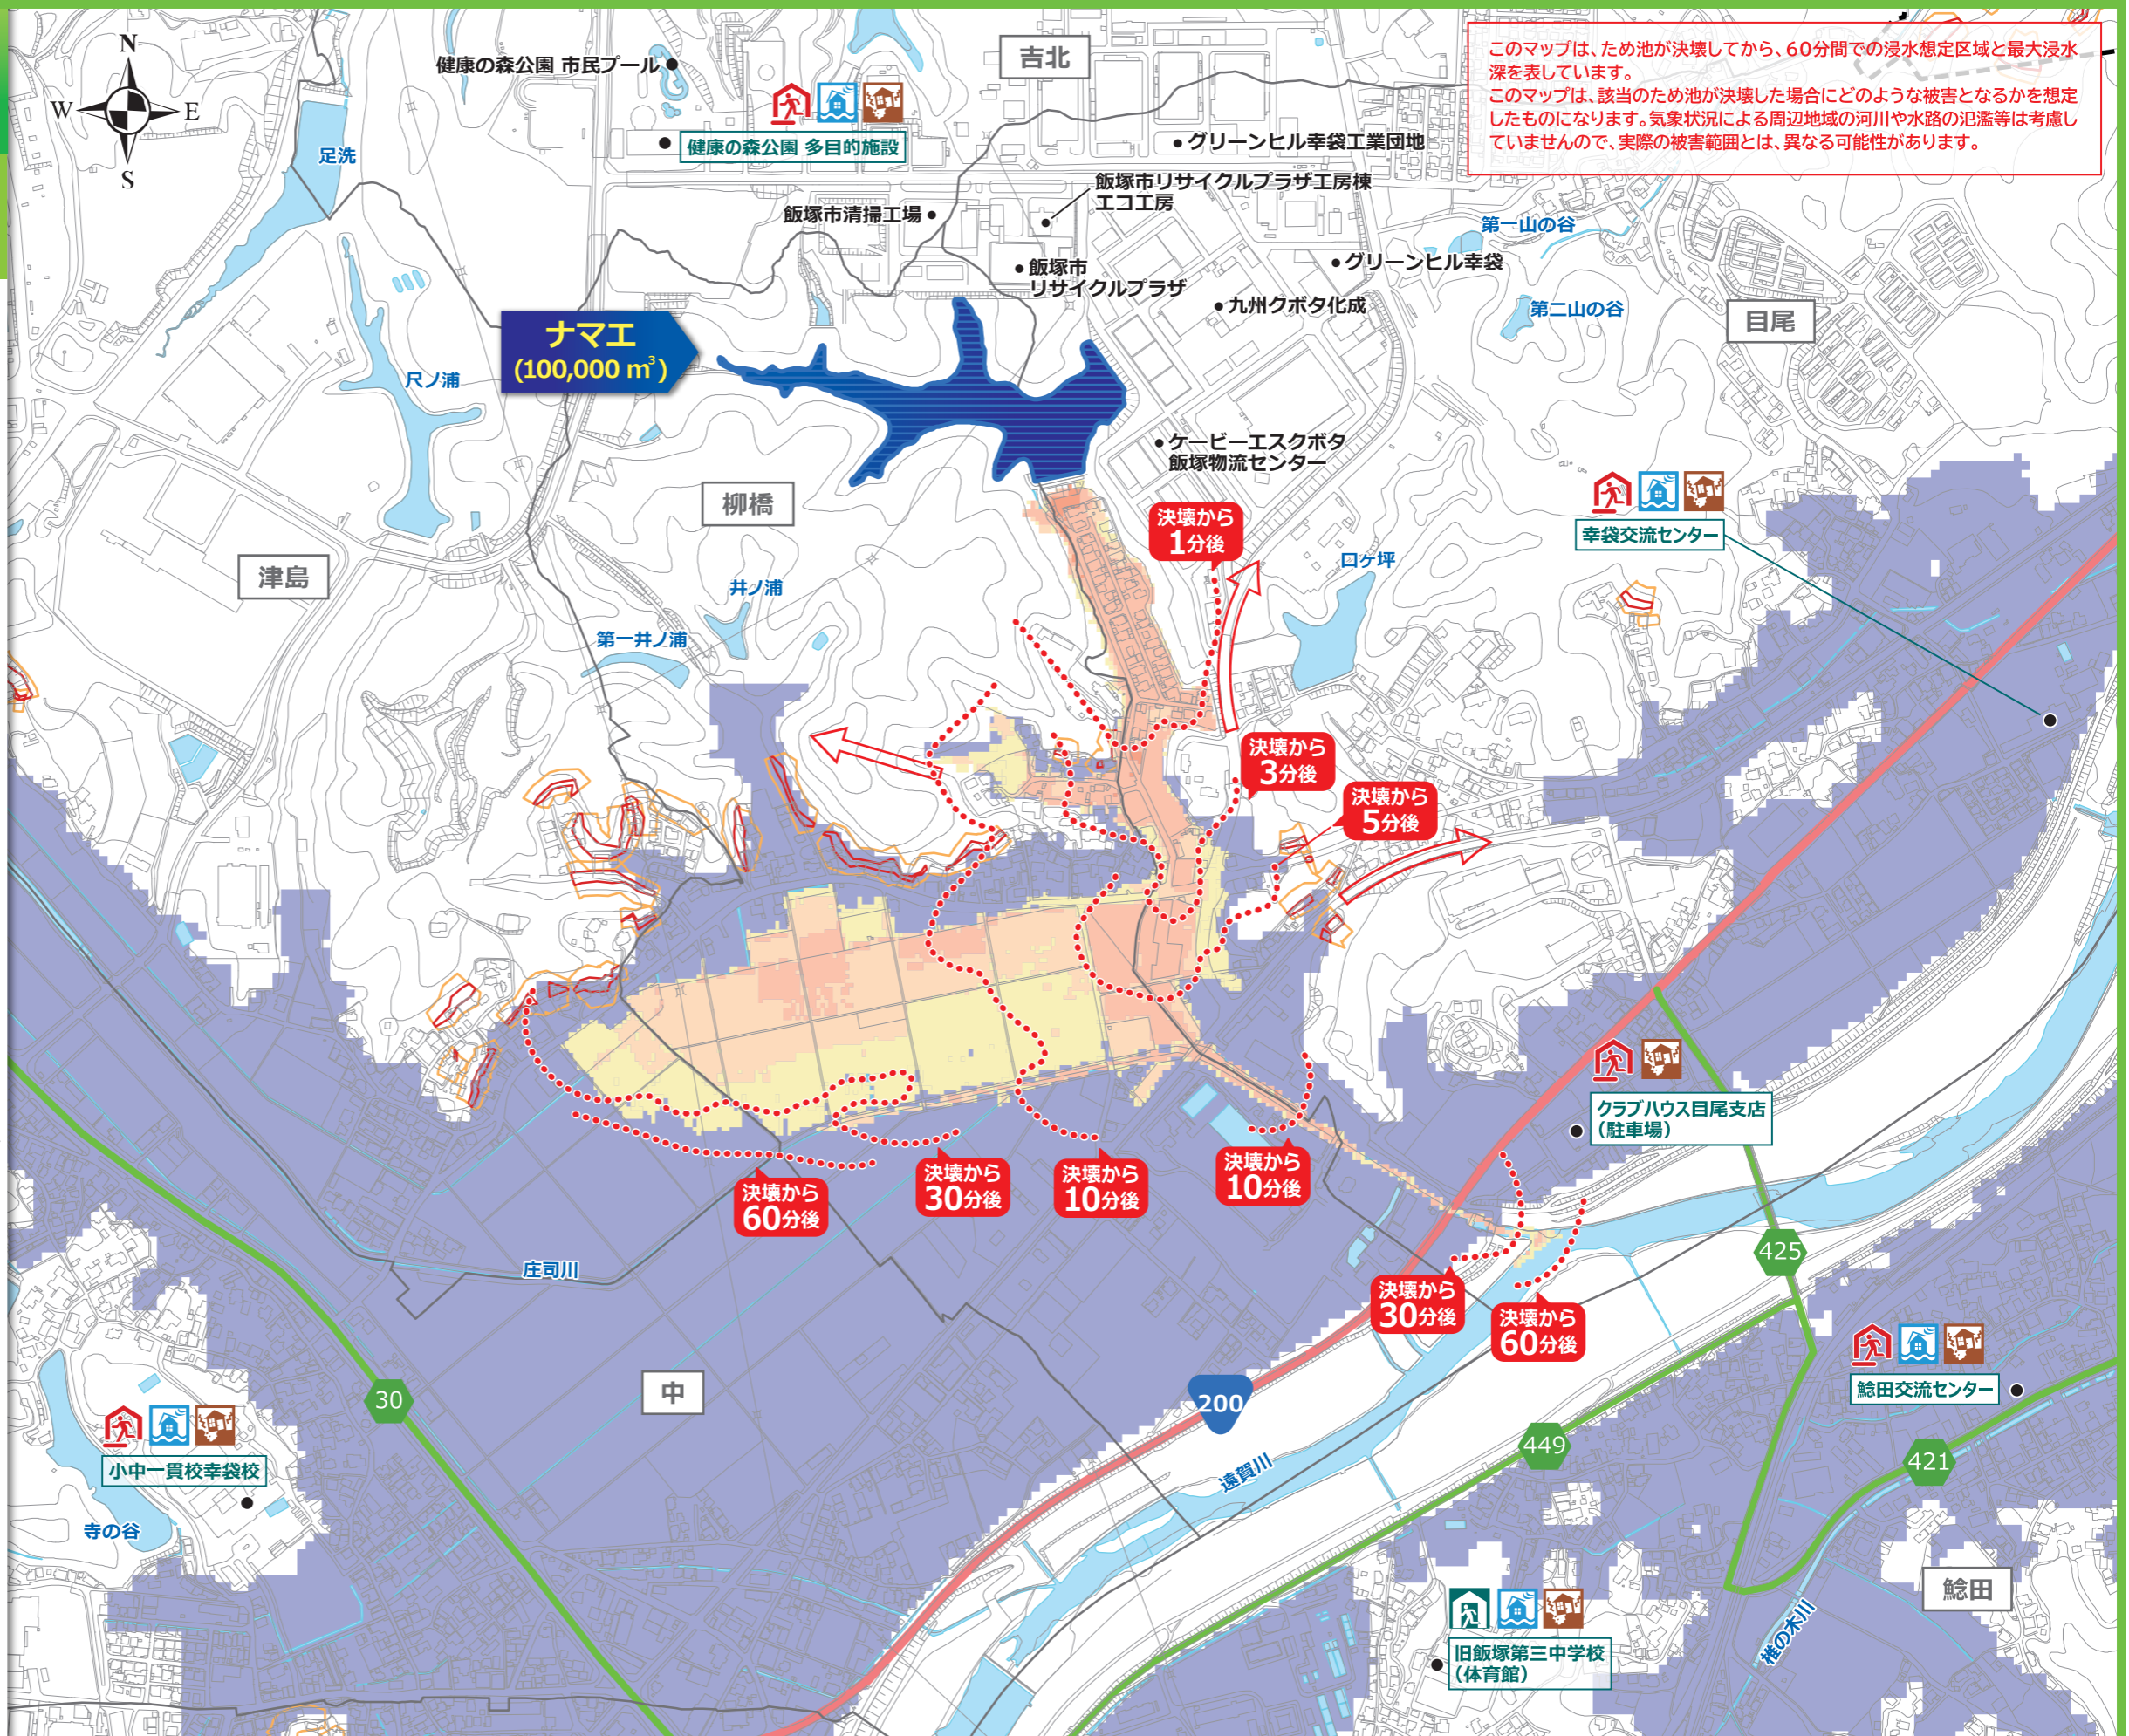 このマップは、ため池が決壊してから、60分間での浸水想定区域と最大浸水
深を表しています。
このマップは、該当のため池が決壊した場合にどのような被害となるかを想定
したものになります。気象状況による周辺地域の河川や水路の氾濫等は考慮し
ていませんので、実際の被害範囲とは、異なる可能性があります。
N
W
E
S
健康の森公園 市民プール
吉北
健康の森公園 多目的施設
グリーンヒル幸袋工業団地
足洗
飯塚市リサイクルプラザ工房棟
エコ工房
飯塚市清掃工場
第一山の谷
飯塚市
リサイクルプラザ
グリーンヒル幸袋
九州クボタ化成
第二山の谷
目尾
ナマエ
(100,000 m³)
尺ノ浦
ケービーエスクボタ
飯塚物流センター
柳橋
幸袋交流センター
決壊から
1分後
口ヶ坪
津島
井ノ浦
第一井ノ浦
決壊から
3分後
決壊から
5分後
クラブハウス目尾支店
(駐車場)
決壊から
10分後
決壊から
10分後
決壊から
30分後
決壊から
60分後
庄司川
425
決壊から
30分後
決壊から
60分後
中
30
200
鯰田交流センター
449
421
小中一貫校幸袋校
遠賀川
寺の谷
鯰田
旧飯塚第三中学校
(体育館)
椎の木川